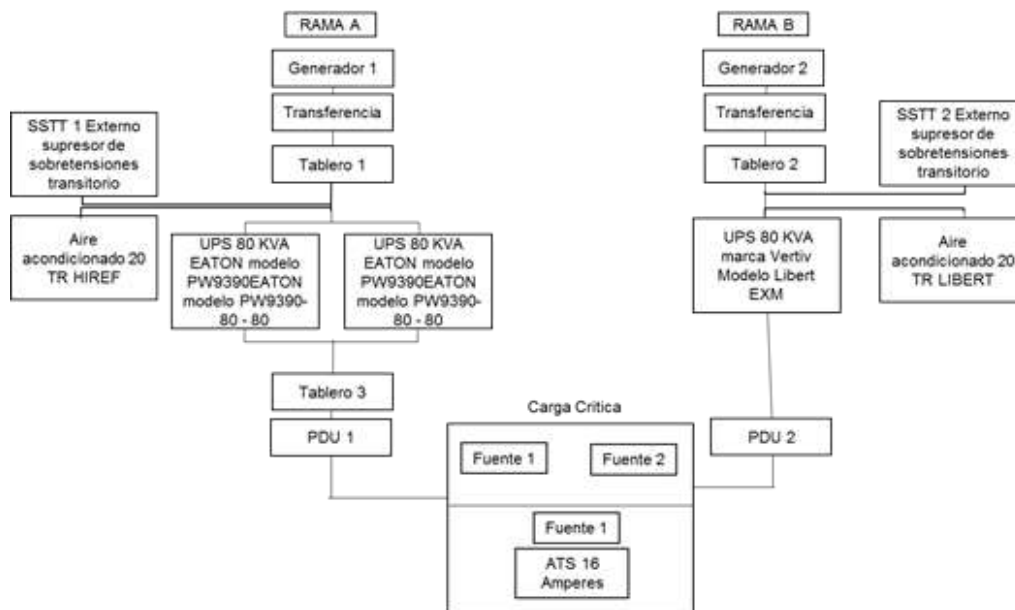 RAMA A
RAMA B
Generador 1
Generador 2
Transferencia
Transferencia
SSTT 1 Externo
supresor de
sobretensiones
transitorio
SSTT 2 Externo
supresor de
sobretensiones
transitorio
Tablero 1
Tablero 2
Aire
acondicionado 20
TR HIREF
UPS 80 KVA
EATON modelo
PW9390EATON
modelo PW9390-
80 - 80
UPS 80 KVA
EATON modelo
PW9390EATON
modelo PW9390-
80 - 80
UPS 80 KVA
marca Vertiv
Modelo Libert
EXM
Aire
acondicionado 20
TR LIBERT
Tablero 3
PDU 1
Carga Critica
PDU 2
Fuente 1
Fuente 2
Fuente 1
ATS 16
Amperes